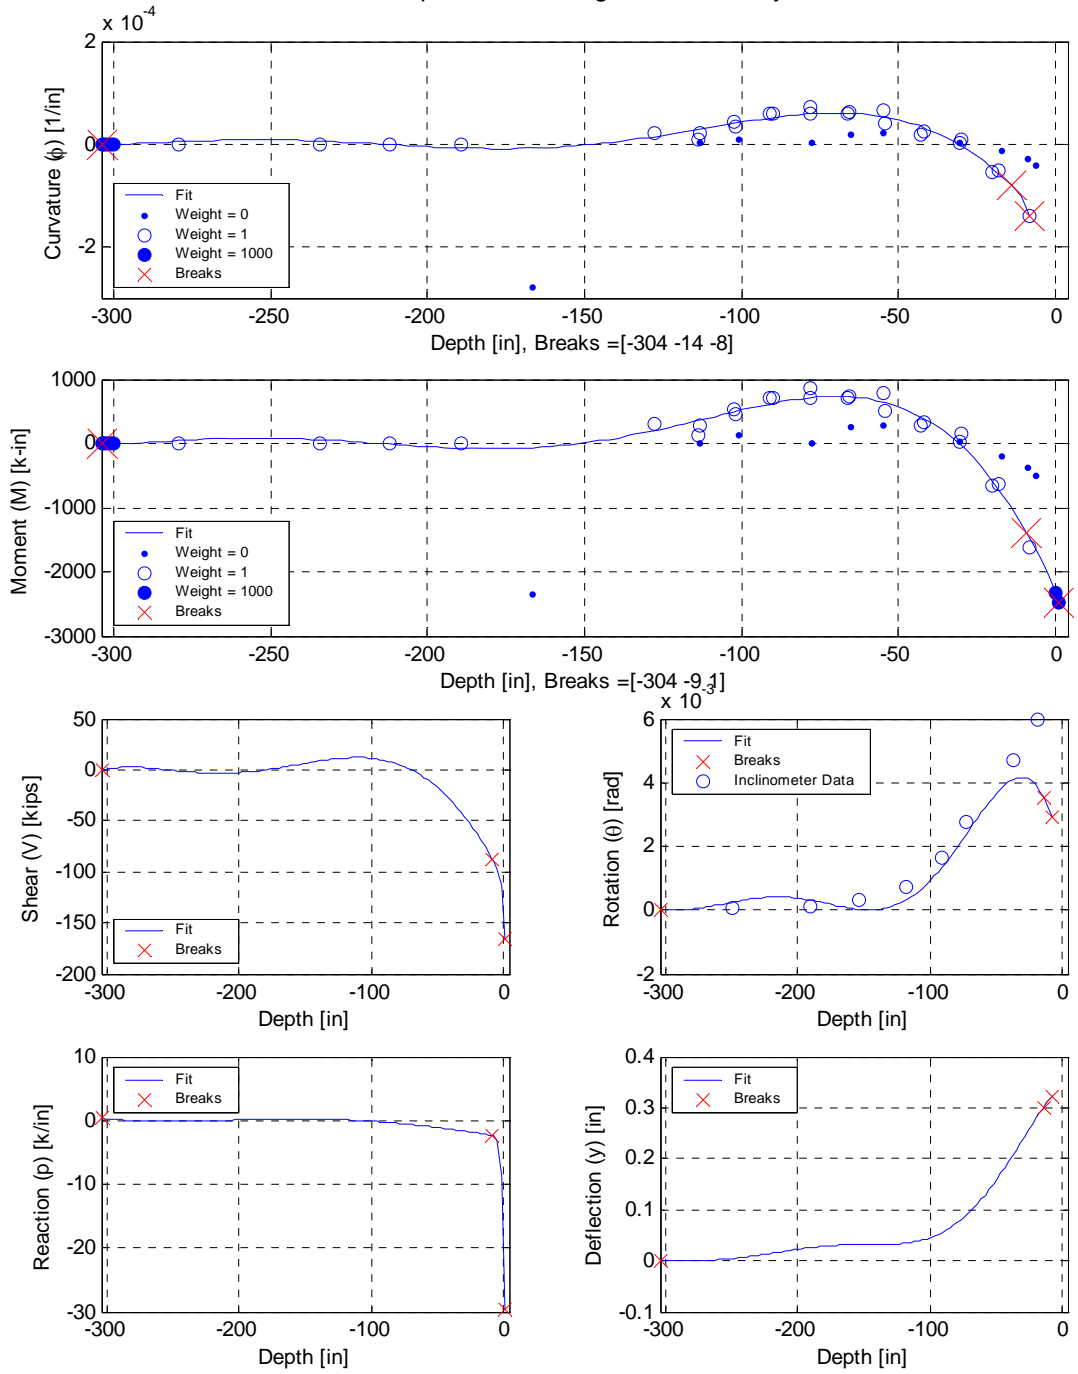 x 10-4
2
0
-2
Curvature (ϕ) [1/in]
Fit
Weight = 0
Weight = 1
Weight = 1000
Breaks
-300 -250 -200 -150 -100 -50 0
Depth [in], Breaks =[-304 -14 -8]
1000
0
-1000
-2000
-3000
Moment (M) [k-in]
Fit
Weight = 0
Weight = 1
Weight = 1000
Breaks
-300 -250 -200 -150 -100 -50 0
Depth [in], Breaks =[-304 -9 1]
50
0
-50
-100
-150
-200
Shear (V) [kips]
Fit
Breaks
-300 -200 -100 0
Depth [in]
x 10-3
6
4
2
0
-2
Rotation (θ) [rad]
Fit
Breaks
Inclinometer Data
-300 -200 -100 0
Depth [in]
10
0
-10
-20
-30
Reaction (p) [k/in]
Fit
Breaks
-300 -200 -100 0
Depth [in]
0.4
0.3
0.2
0.1
0
-0.1
Deflection (y) [in]
Fit
Breaks
-300 -200 -100 0
Depth [in]